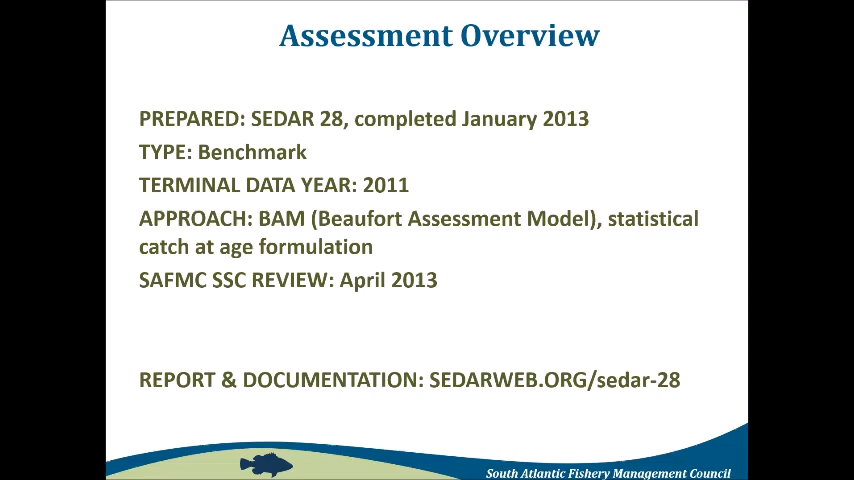 Assessment Overview
PREPARED: SEDAR 28, completed January 2013
TYPE: Benchmark
TERMINAL DATA YEAR: 2011
APPROACH: BAM (Beaufort Assessment Model), statistical
catch at age formulation
SAFMC SSC REVIEW: April 2013
REPORT & DOCUMENTATION: SEDARWEB.ORG/sedar-28
South Atlantic Fishery Management Council